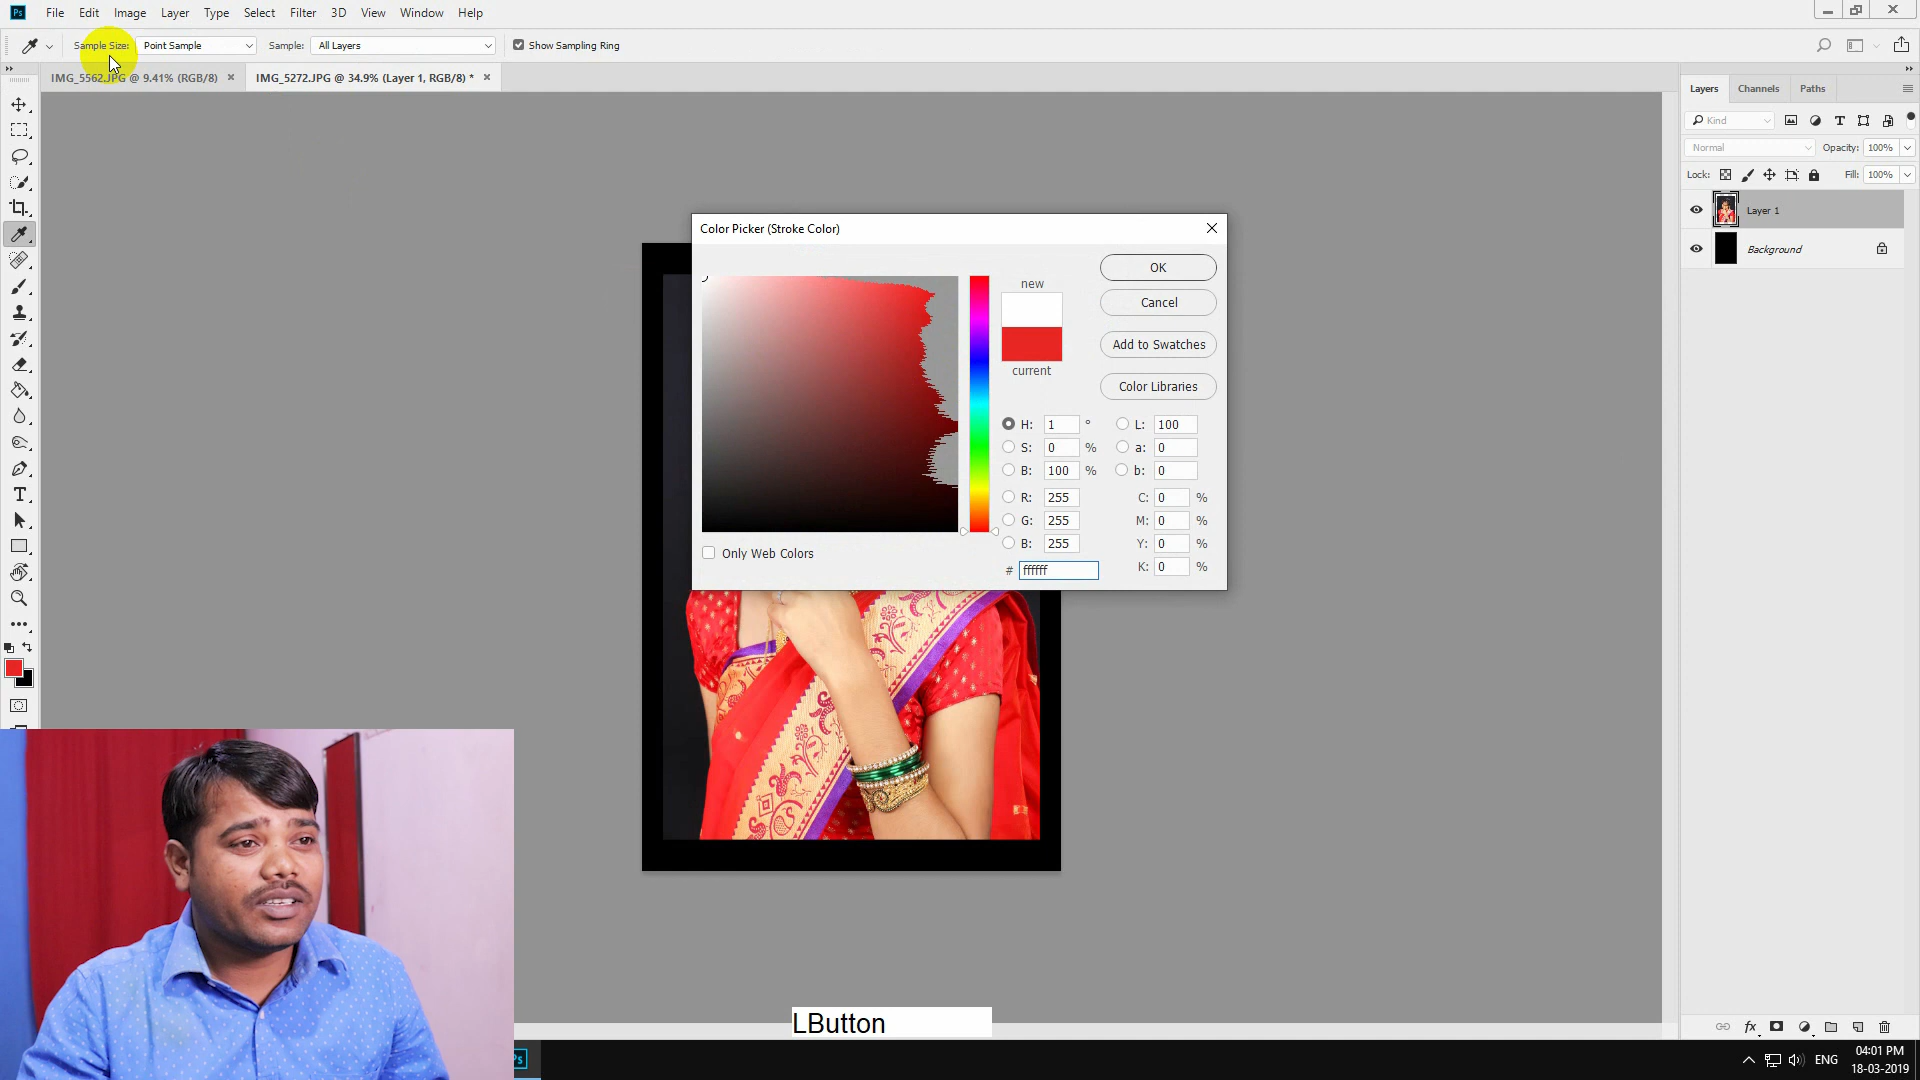 Ps File Edit Image Layer Type Select Filter 3D View Window Help
Sample Size: Point Sample Sample: All Layers Show Sampling Ring
IMG_5562.JPG @ 9.41% (RGB/8) IMG_5272.JPG @ 34.9% (Layer 1, RGB/8) *
Layers Channels Paths
Kind
Normal Opacity: 100%
Lock: Fill: 100%
Layer 1
Background
Color Picker (Stroke Color)
OK
new
Cancel
Add to Swatches
current
Color Libraries
H: 1 ° L: 100
S: 0 % a: 0
B: 100 % b: 0
R: 255 C: 0 %
G: 255 M: 0 %
B: 255 Y: 0 %
Only Web Colors
# ffffff K: 0 %
LButton
fx
Ps
ENG
04:01 PM
18-03-2019